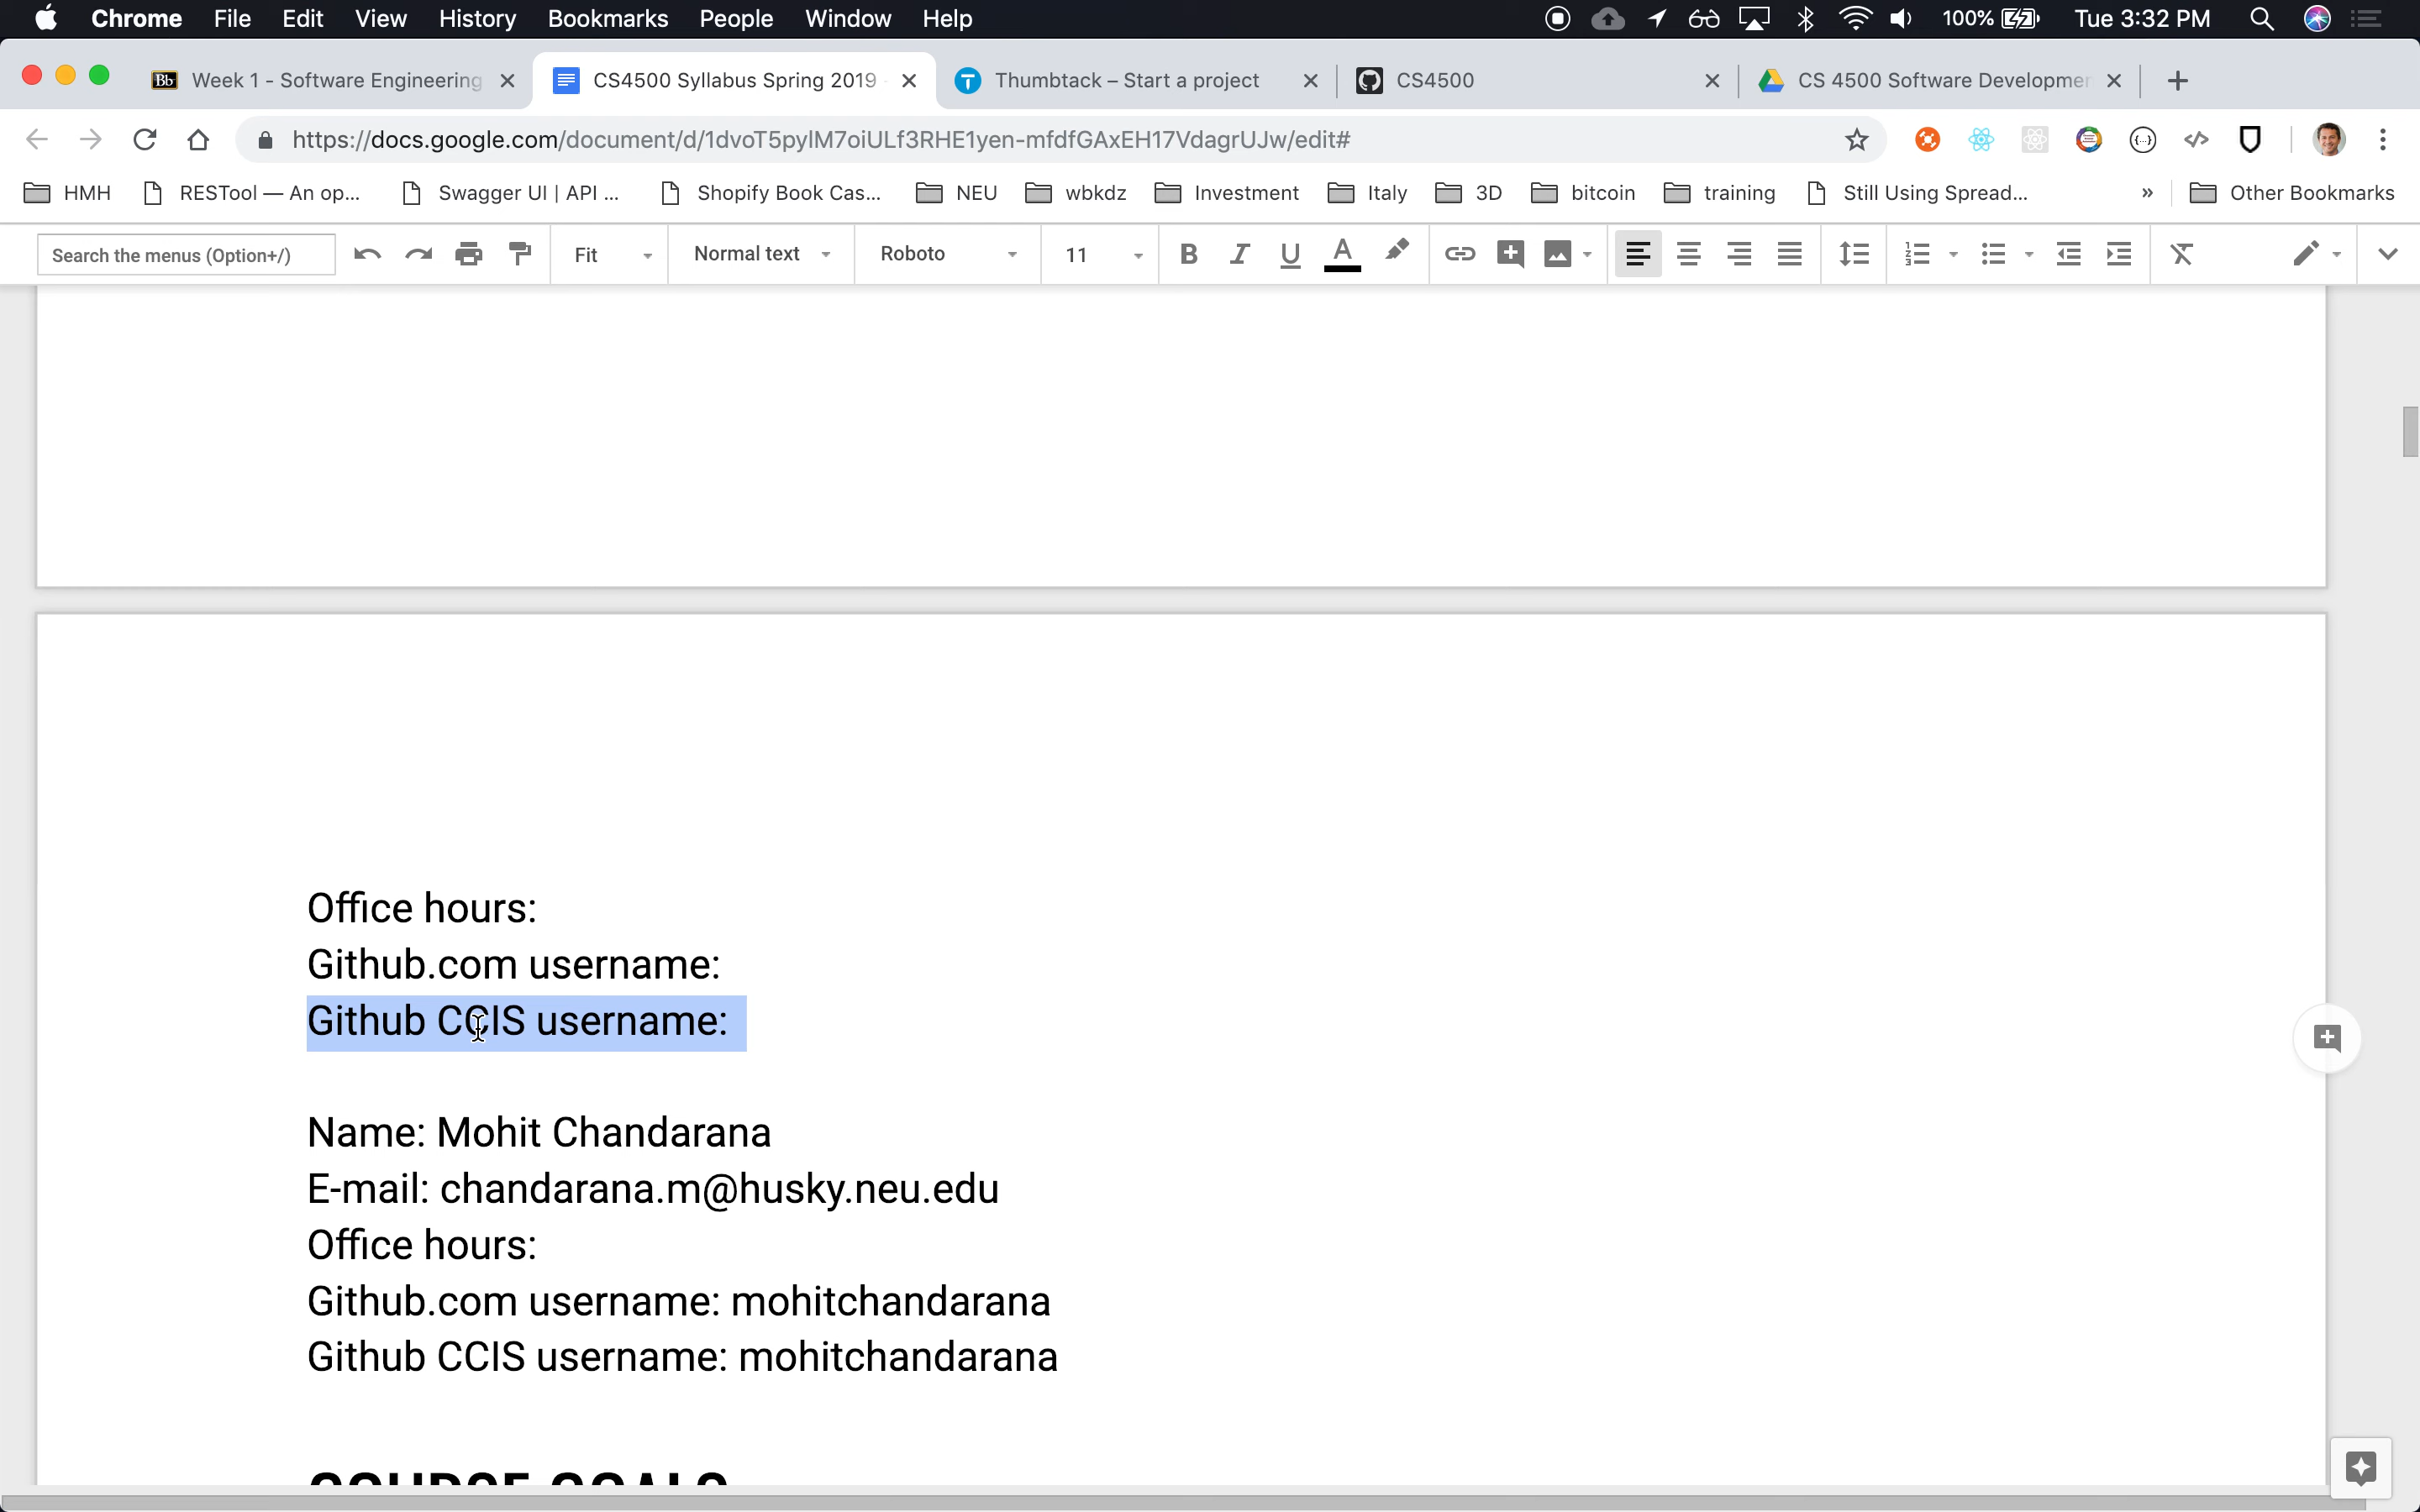 Chrome File Edit View History Bookmarks People Window Help 100% Tue 3:32 PM
Bb Week 1 - Software Engineering CS4500 Syllabus Spring 2019 - Thumbtack – Start a project CS4500 CS 4500 Software Developmen
https://docs.google.com/document/d/1dvoT5pylM7oiULf3RHE1yen-mfdfGAxEH17VdagrUJw/edit#
HMH RESTool — An op... Swagger UI | API ... Shopify Book Cas... NEU wbkdz Investment Italy 3D bitcoin training Still Using Spread... » Other Bookmarks
Search the menus (Option+/) Fit Normal text Roboto 11 B I U A
Office hours:
Github.com username:
Github CCIS username:
Name: Mohit Chandarana
E-mail: chandarana.m@husky.neu.edu
Office hours:
Github.com username: mohitchandarana
Github CCIS username: mohitchandarana
COURSE GOALS